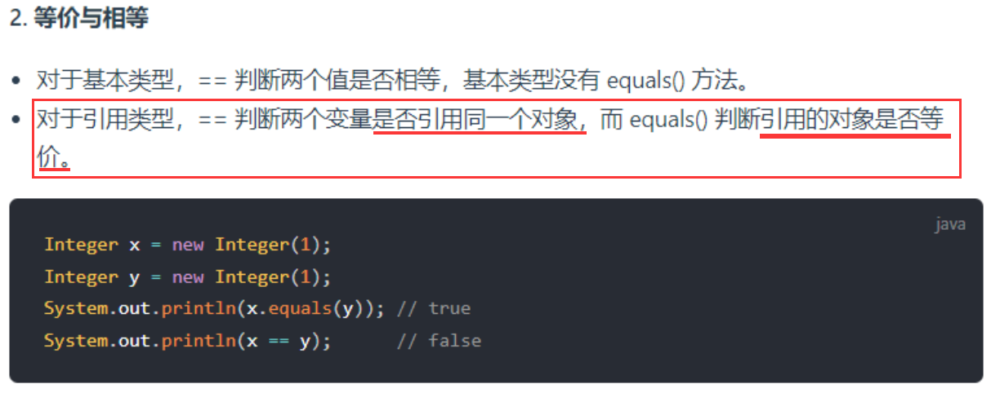 2. 等价与相等
• 对于基本类型，== 判断两个值是否相等，基本类型没有 equals() 方法。
• 对于引用类型，== 判断两个变量是否引用同一个对象，而 equals() 判断引用的对象是否等
价。
java
Integer x = new Integer(1);
Integer y = new Integer(1);
System.out.println(x.equals(y)); // true
System.out.println(x == y);      // false